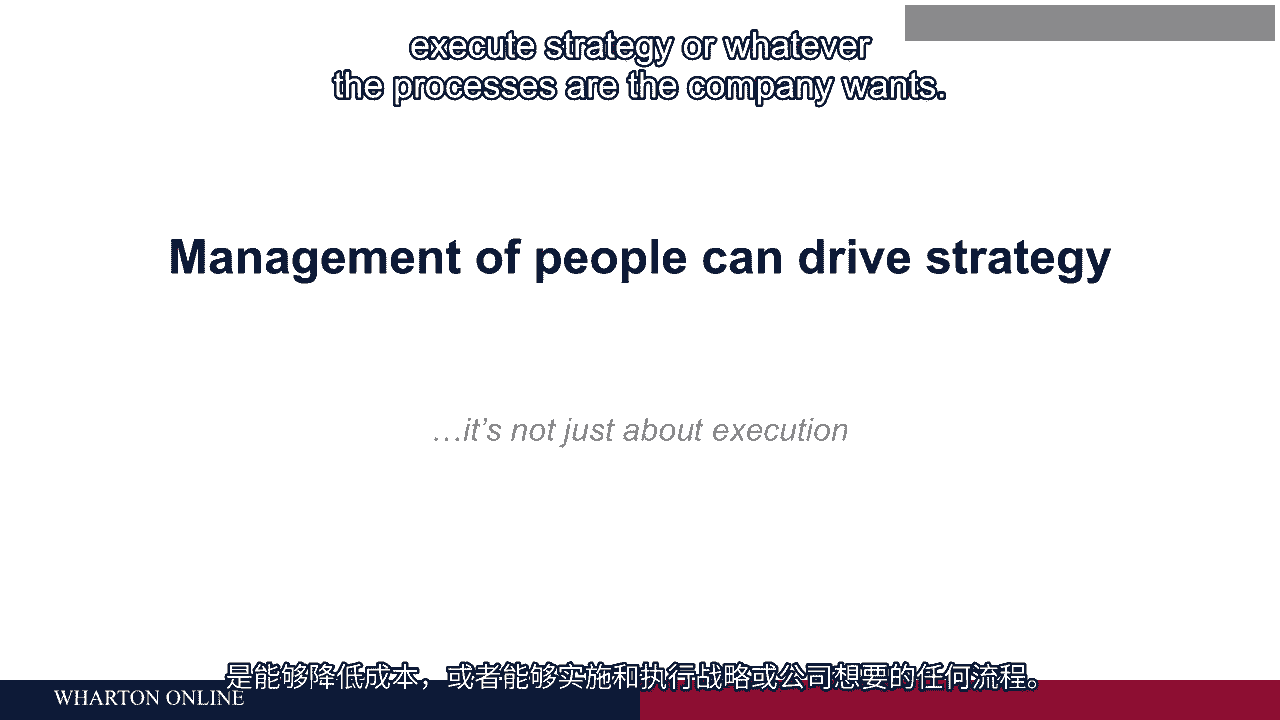 execute strategy or whatever
the processes are the company wants.
Management of people can drive strategy
…it’s not just about execution
是能够降低成本，或者能够实施和执行战略或公司想要的任何流程。
WHARTON ONLINE